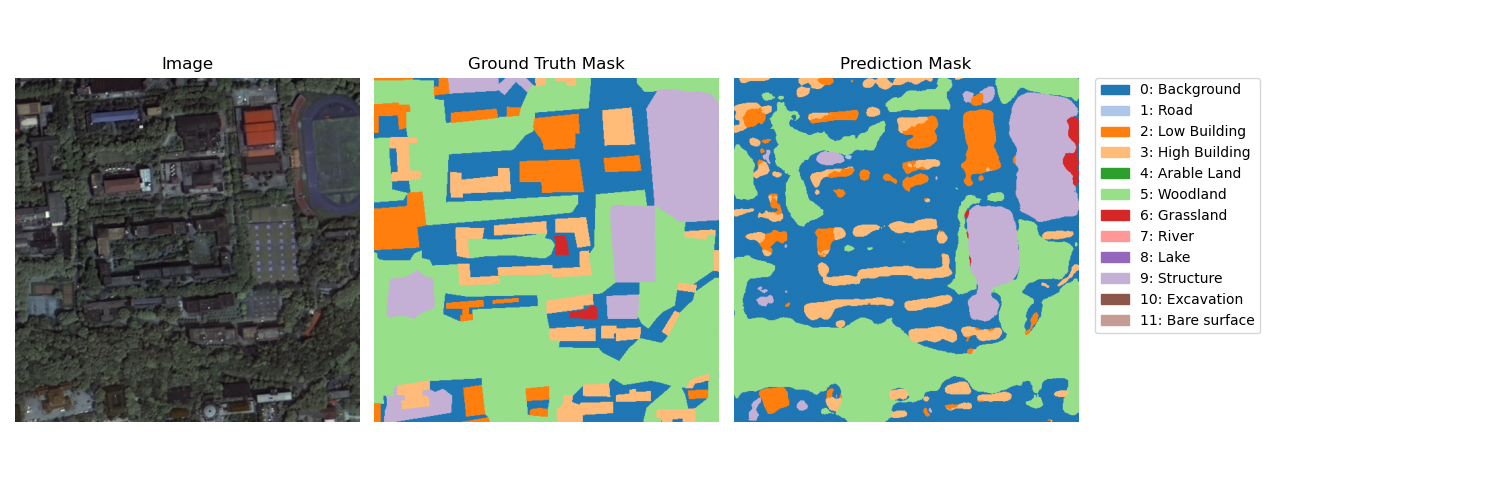 Image
Ground Truth Mask
Prediction Mask
0: Background
1: Road
2: Low Building
3: High Building
4: Arable Land
5: Woodland
6: Grassland
7: River
8: Lake
9: Structure
10: Excavation
11: Bare surface